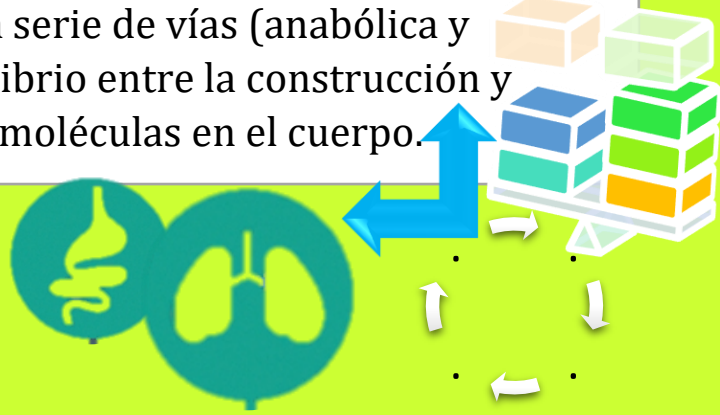 serie de vías (anabólica y
ibrio entre la construcción y
moléculas en el cuerpo.